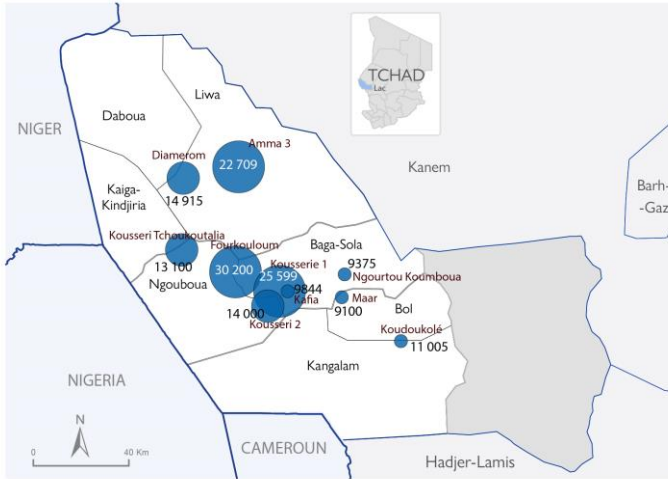 TCHAD
Lac
Liwa
Daboua
NIGER
Amma 3
Diamerom
22 709
Kanem
14 915
Barh-
-Gaz
Kaiga-
Kindjiria
Kousseri Tchoukoutalia
Fourkouloum
Baga-Sola
13 100
30 200
Kousserie 1
25 599
9375
Ngourtou Koumboua
Ngouboua
9844
Kafia
Maar
14 000
9100
Bol
Kousseri 2
Koudoukolé
11 005
Kangalam
NIGERIA
N
0
40 Km
CAMEROUN
Hadjer-Lamis